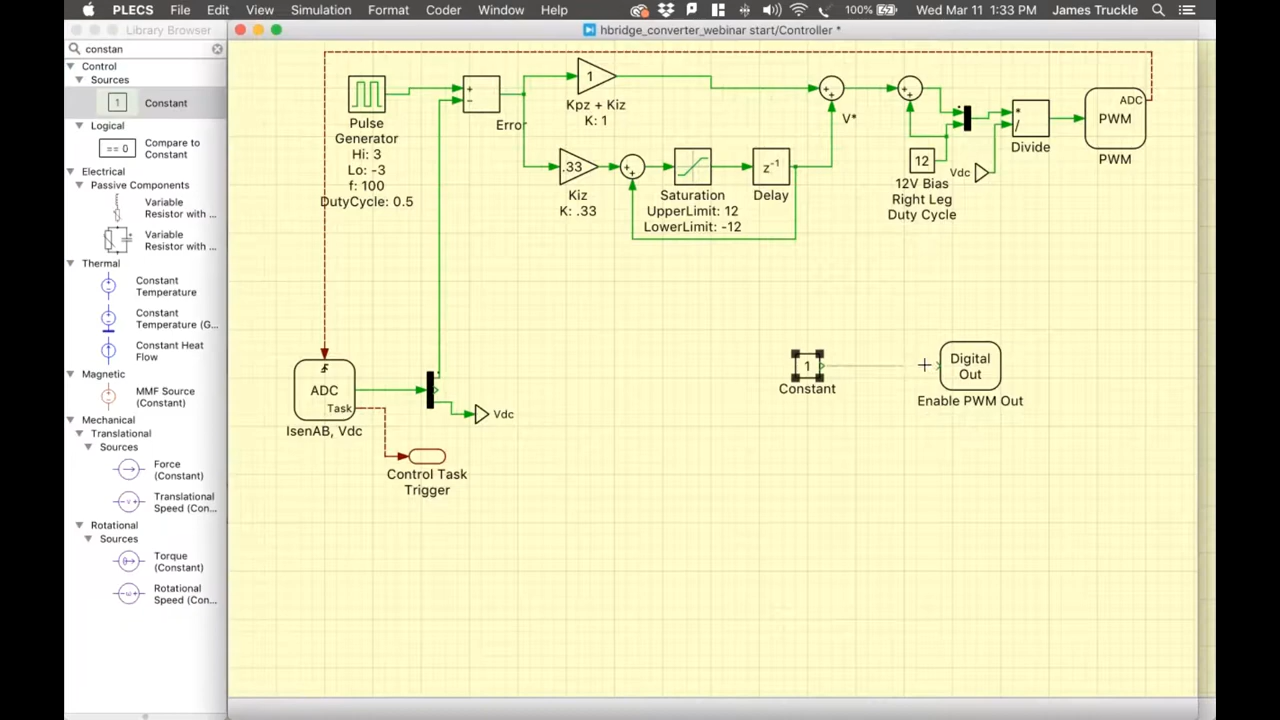 PLECS File Edit View Simulation Format Coder Window Help 100% Wed Mar 11 1:33 PM James Truckle
Library Browser
hbridge_converter_webinar start/Controller *
constan
Control
Sources
1 Constant
Logical
== 0 Compare to
Constant
Electrical
Passive Components
Variable
Resistor with ...
Variable
Resistor with ...
Thermal
Constant
Temperature
Constant
Temperature (G...
Constant Heat
Flow
Magnetic
MMF Source
(Constant)
Mechanical
Translational
Sources
Force
(Constant)
Translational
Speed (Con...
Rotational
Sources
Torque
(Constant)
Rotational
Speed (Con...
Pulse
Generator
Hi: 3
Lo: -3
f: 100
DutyCycle: 0.5
+
−
Error
1
Kpz + Kiz
K: 1
.33
Kiz
K: .33
++
Saturation
UpperLimit: 12
LowerLimit: -12
z-1
Delay
++
V*
++
12
12V Bias
Right Leg
Duty Cycle
Vdc
*
/
Divide
ADC
PWM
PWM
ADC
Task
IsenAB, Vdc
Vdc
Control Task
Trigger
1
Constant
Digital
Out
Enable PWM Out